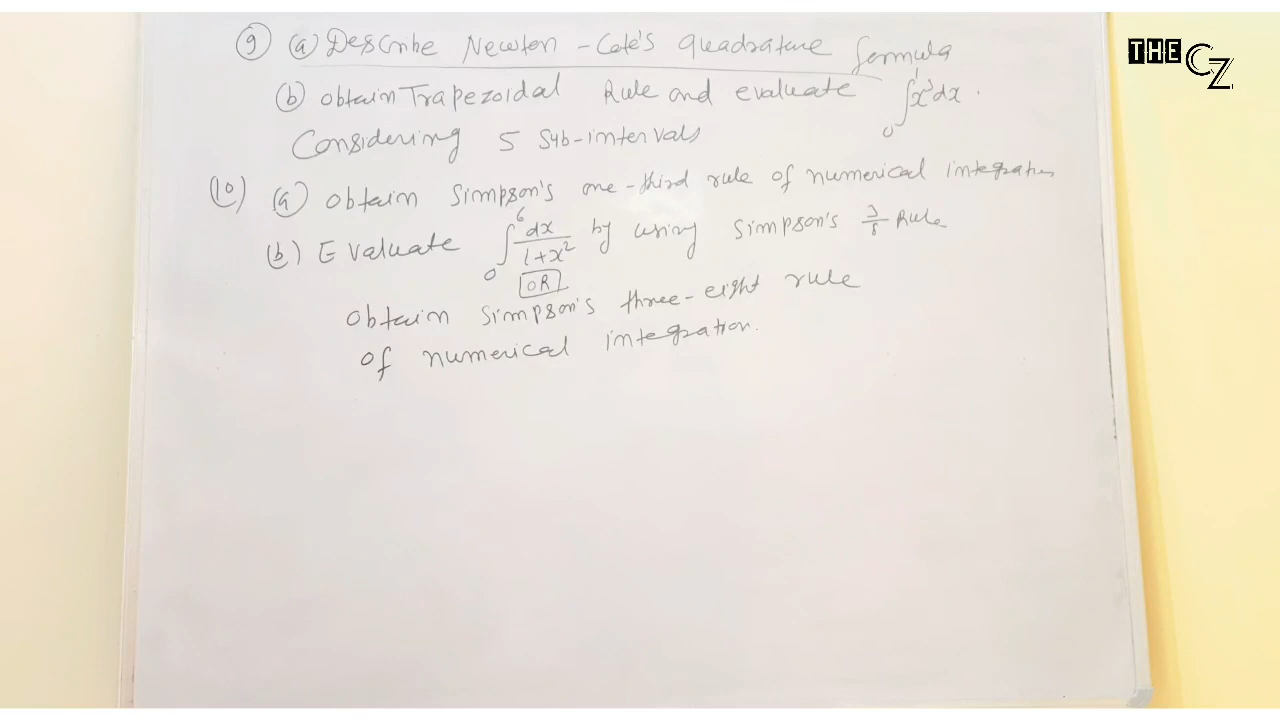 THE CZ
9 (a) Describe Newton - Cote's quadrature formula
(b) obtain Trapezoidal Rule and evaluate ∫₀¹ x³dx.
Considering 5 Sub-intervals
(10) (a) obtain Simpson's one-third rule of numerical integration
(b) Evaluate ∫₀⁶ dx/1+x² by using Simpson's 3/8 Rule
OR
obtain Simpson's three-eight rule
of numerical integration.